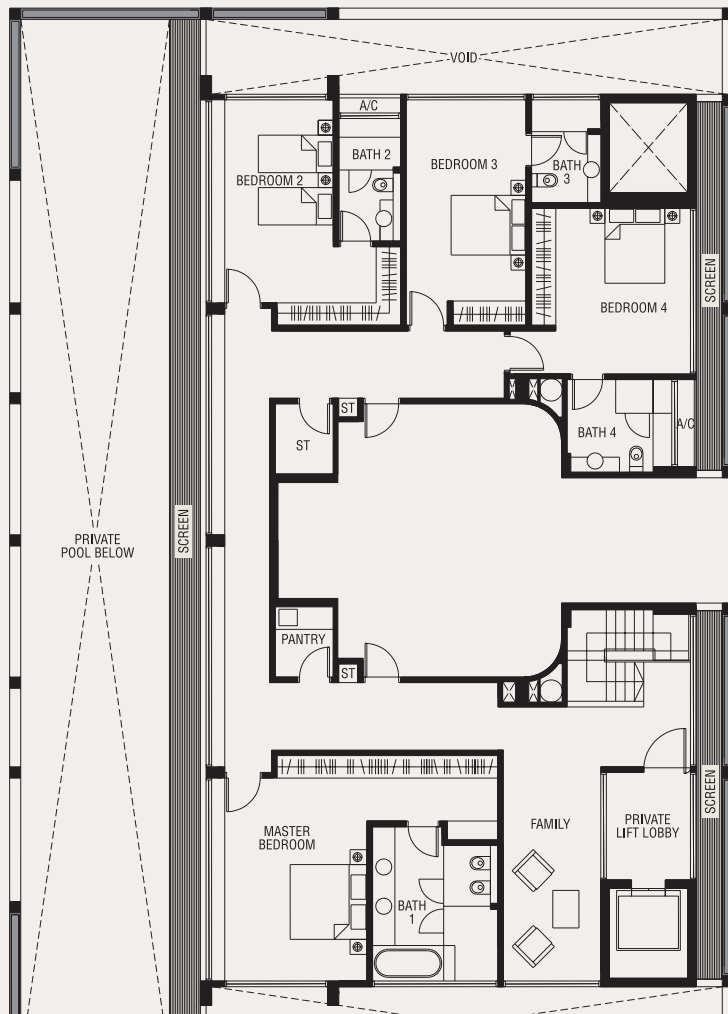 VOID
A/C
BATH 2
BEDROOM 2
BEDROOM 3
BATH
3
SCREEN
BEDROOM 4
ST
ST
BATH 4
A/C
PRIVATE
POOL BELOW
SCREEN
PANTRY
ST
SCREEN
MASTER
BEDROOM
FAMILY
PRIVATE
LIFT LOBBY
BATH
1